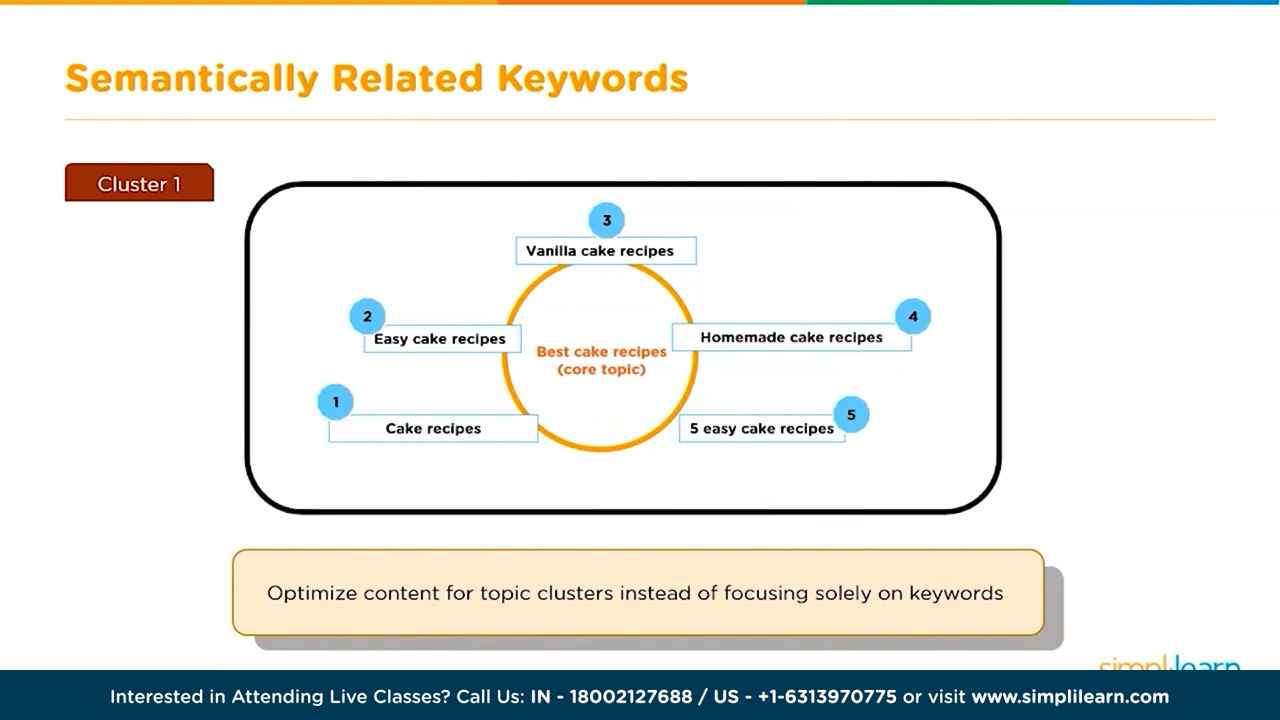 Semantically Related Keywords
Cluster 1
3
Vanilla cake recipes
2
Easy cake recipes
4
Homemade cake recipes
Best cake recipes
(core topic)
1
Cake recipes
5
5 easy cake recipes
Optimize content for topic clusters instead of focusing solely on keywords
simplilearn
Interested in Attending Live Classes? Call Us: IN - 18002127688 / US - +1-6313970775 or visit www.simplilearn.com